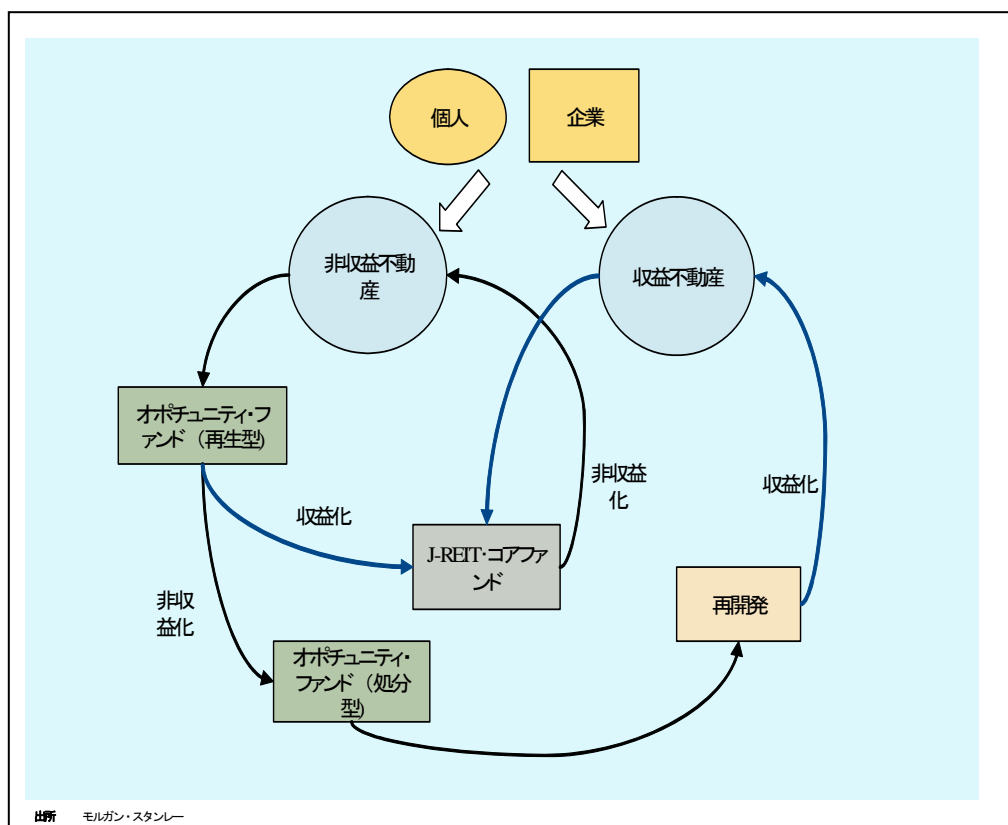 個人
企業
非収益不動
産
収益不動産
オポチュニティ・フ
ァンド（再生型)
収益化
非収益
化
収益化
J-REIT・コアファ
ンド
非収
益化
再開発
オポチュニティ・
ファンド（処分
型)
出所 モルガン・スタンレー